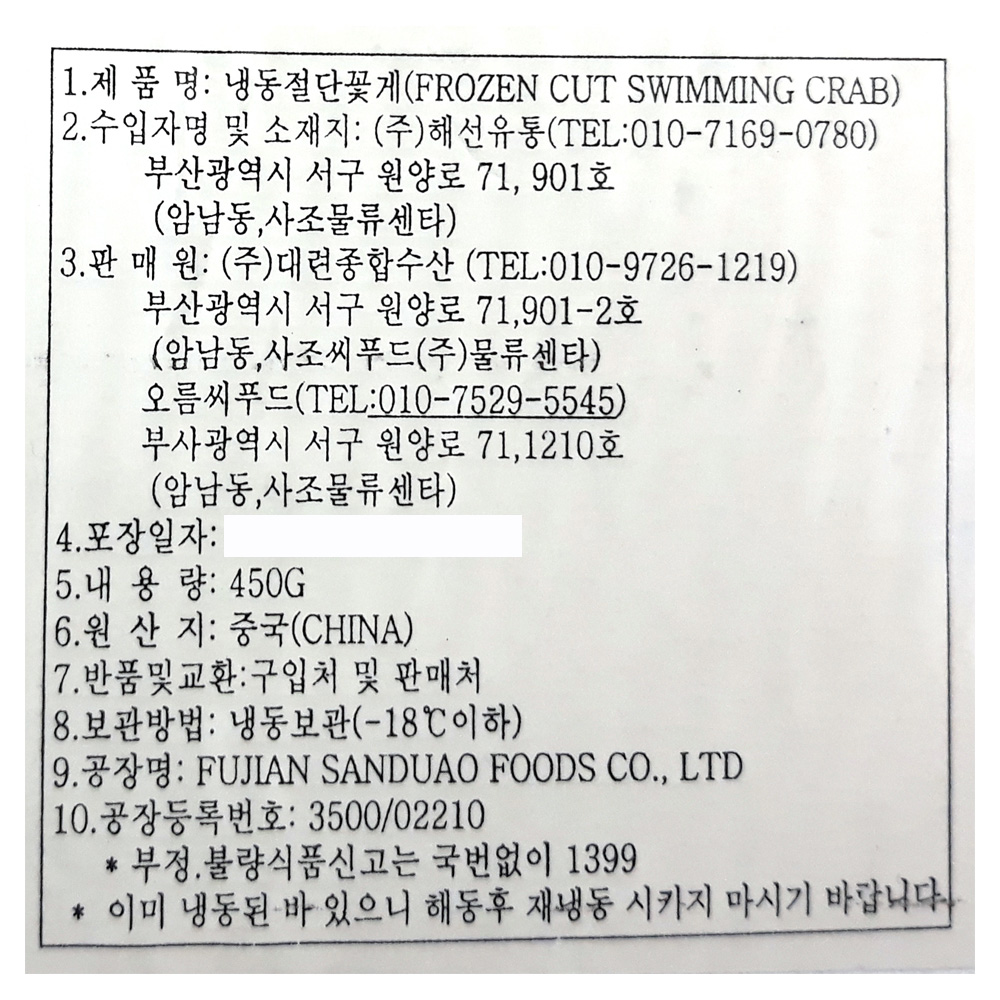 1.제 품 명: 냉동절단꽃게(FROZEN CUT SWIMMING CRAB)
2.수입자명 및 소재지: (주)해선유통(TEL:010-7169-0780)
부산광역시 서구 원양로 71, 901호
(암남동,사조물류센타)
3.판 매 원: (주)대련종합수산 (TEL:010-9726-1219)
부산광역시 서구 원양로 71,901-2호
(암남동,사조씨푸드(주)물류센타)
오름씨푸드(TEL:010-7529-5545)
부사광역시 서구 원양로 71,1210호
(암남동,사조물류센타)
4.포장일자:
5.내 용 량: 450G
6.원 산 지: 중국(CHINA)
7.반품및교환:구입처 및 판매처
8.보관방법: 냉동보관(-18℃이하)
9.공장명: FUJIAN SANDUAO FOODS CO., LTD
10.공장등록번호: 3500/02210
* 부정.불량식품신고는 국번없이 1399
* 이미 냉동된 바 있으니 해동후 재냉동 시카지 마시기 바랍니다.